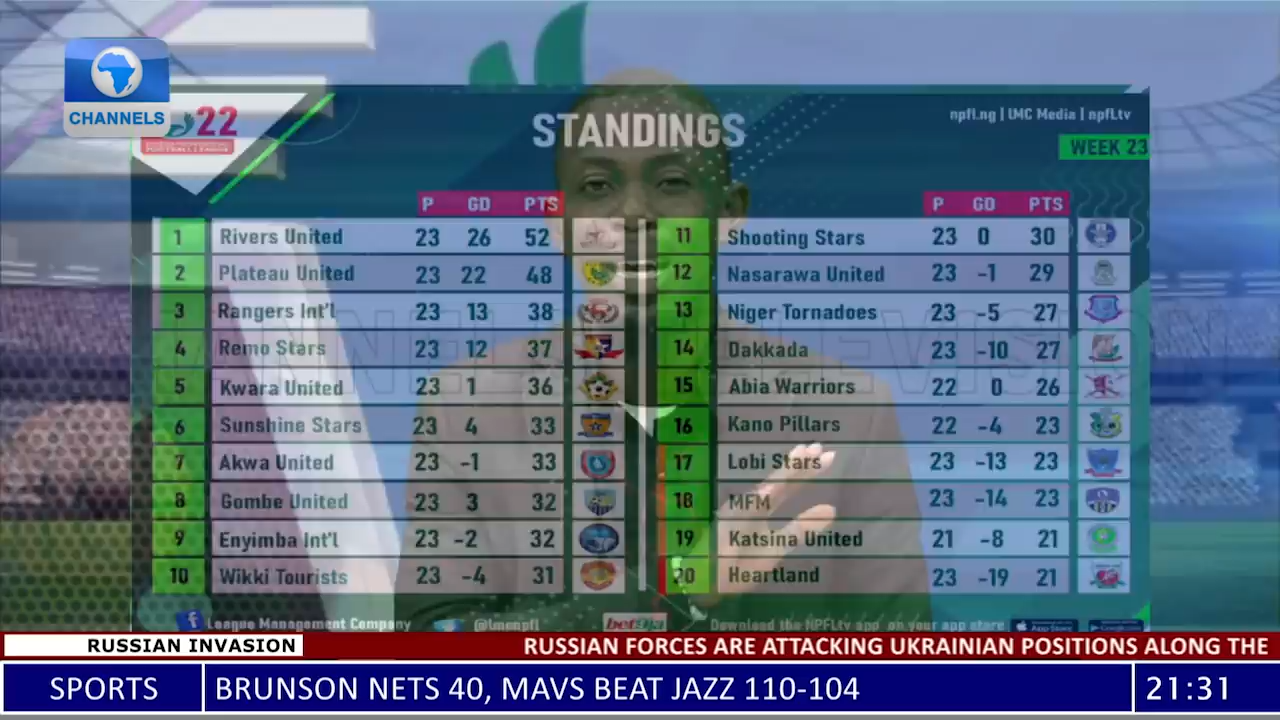 CHANNELS
22
STANDINGS
npfl.ng | LMC Media | npfl.tv
WEEK 23
P GD PTS
1 Rivers United 23 26 52
2 Plateau United 23 22 48
3 Rangers Int'l 23 13 38
4 Remo Stars 23 12 37
5 Kwara United 23 1 36
6 Sunshine Stars 23 4 33
7 Akwa United 23 -1 33
8 Gombe United 23 3 32
9 Enyimba Int'l 23 -2 32
10 Wikki Tourists 23 -4 31
P GD PTS
11 Shooting Stars 23 0 30
12 Nasarawa United 23 -1 29
13 Niger Tornadoes 23 -5 27
14 Dakkada 23 -10 27
15 Abia Warriors 22 0 26
16 Kano Pillars 22 -4 23
17 Lobi Stars 23 -13 23
18 MFM 23 -14 23
19 Katsina United 21 -8 21
20 Heartland 23 -19 21
CHANNELS TELEVISION
League Management Company @lmcnpfl bet9ja Download the NPFLtv app on your app store App Store
RUSSIAN INVASION RUSSIAN FORCES ARE ATTACKING UKRAINIAN POSITIONS ALONG THE
SPORTS BRUNSON NETS 40, MAVS BEAT JAZZ 110-104 21:31